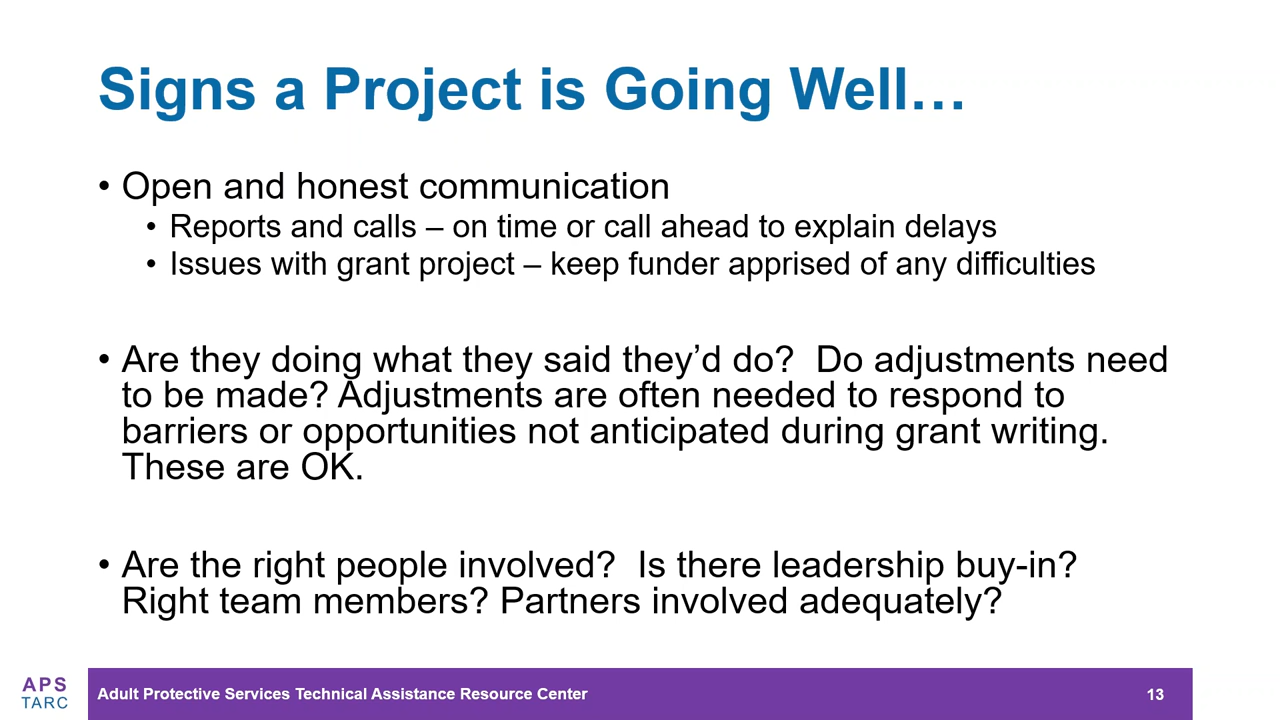 Signs a Project is Going Well…
• Open and honest communication
• Reports and calls – on time or call ahead to explain delays
• Issues with grant project – keep funder apprised of any difficulties
• Are they doing what they said they’d do?  Do adjustments need
to be made? Adjustments are often needed to respond to
barriers or opportunities not anticipated during grant writing.
These are OK.
• Are the right people involved?  Is there leadership buy-in?
Right team members? Partners involved adequately?
APS
TARC
Adult Protective Services Technical Assistance Resource Center
13